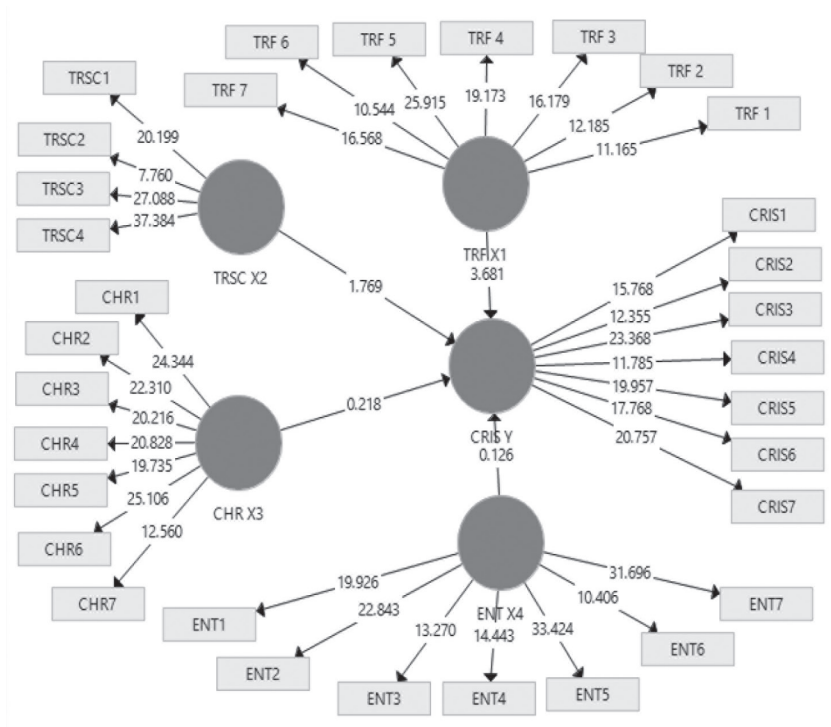 TRF 6
TRF 5
TRF 4
TRF 3
TRF 2
TRF 1
TRF 7
10.544
25.915
19.173
16.179
12.185
11.165
16.568
TRSC1
TRSC2
TRSC3
TRSC4
20.199
7.760
27.088
37.384
TRSC X2
TRF X1
3.681
1.769
CHR1
CHR2
CHR3
CHR4
CHR5
CHR6
CHR7
24.344
22.310
20.216
20.828
19.735
25.106
12.560
CHR X3
0.218
CRIS1
CRIS2
CRIS3
CRIS4
CRIS5
CRIS6
CRIS7
15.768
12.355
23.368
11.785
19.957
17.768
20.757
CRIS Y
0.126
ENT X4
19.926
22.843
13.270
14.443
33.424
10.406
31.696
ENT1
ENT2
ENT3
ENT4
ENT5
ENT6
ENT7